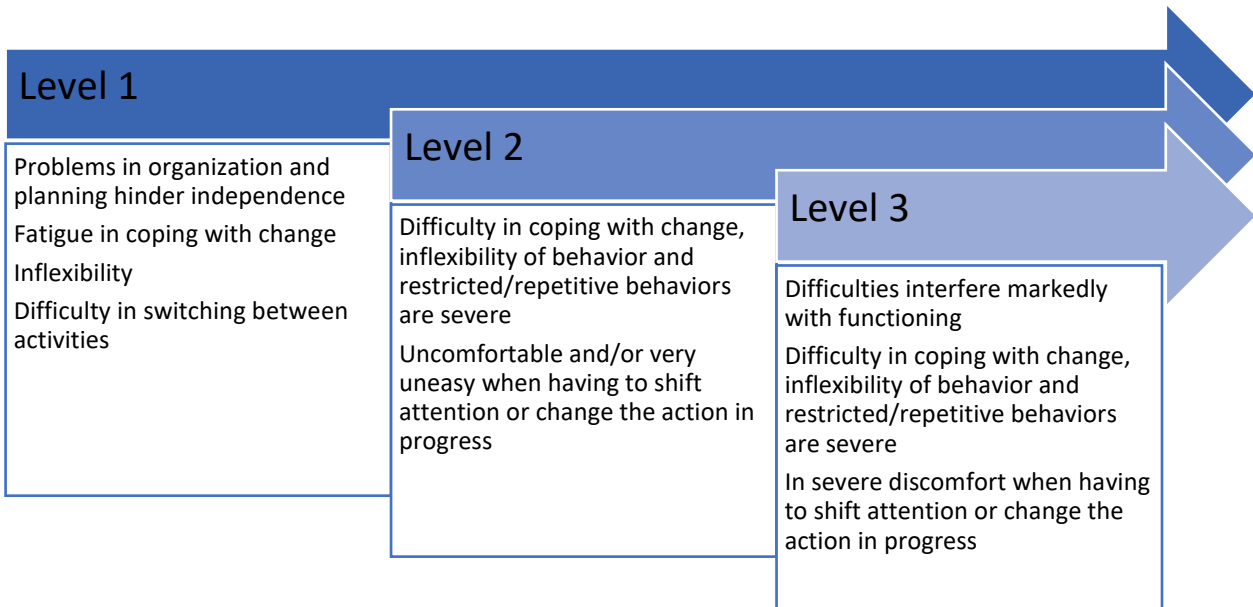 Level 1
Problems in organization and
planning hinder independence
Fatigue in coping with change
Inflexibility
Difficulty in switching between
activities
Level 2
Difficulty in coping with change,
inflexibility of behavior and
restricted/repetitive behaviors
are severe
Uncomfortable and/or very
uneasy when having to shift
attention or change the action in
progress
Level 3
Difficulties interfere markedly
with functioning
Difficulty in coping with change,
inflexibility of behavior and
restricted/repetitive behaviors
are severe
In severe discomfort when having
to shift attention or change the
action in progress